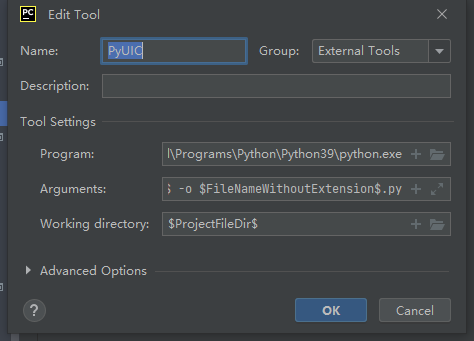 PC Edit Tool
Name: PyUIC Group: External Tools
Description:
Tool Settings
Program: l\Programs\Python\Python39\python.exe
Arguments: $ -o $FileNameWithoutExtension$.py
Working directory: $ProjectFileDir$
Advanced Options
? OK Cancel